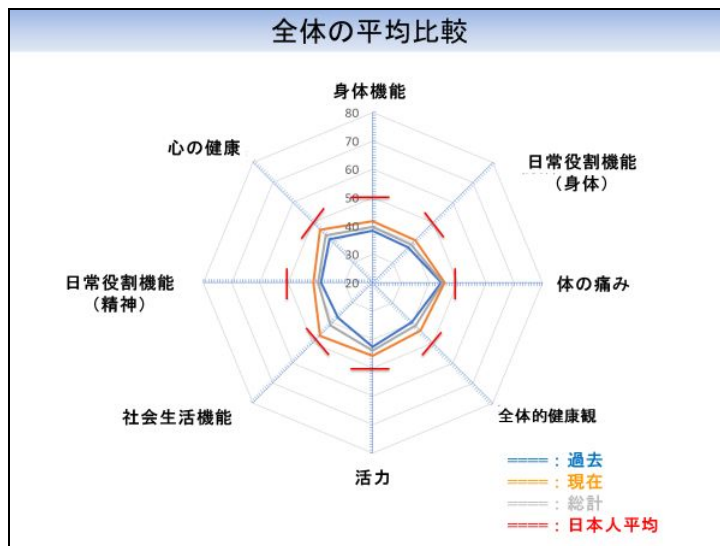 全体の平均比較
身体機能
80
70
60
50
40
30
20
心の健康
日常役割機能
（身体）
日常役割機能
（精神）
体の痛み
社会生活機能
全体的健康観
活力
====：過去
====：現在
====：総計
====：日本人平均